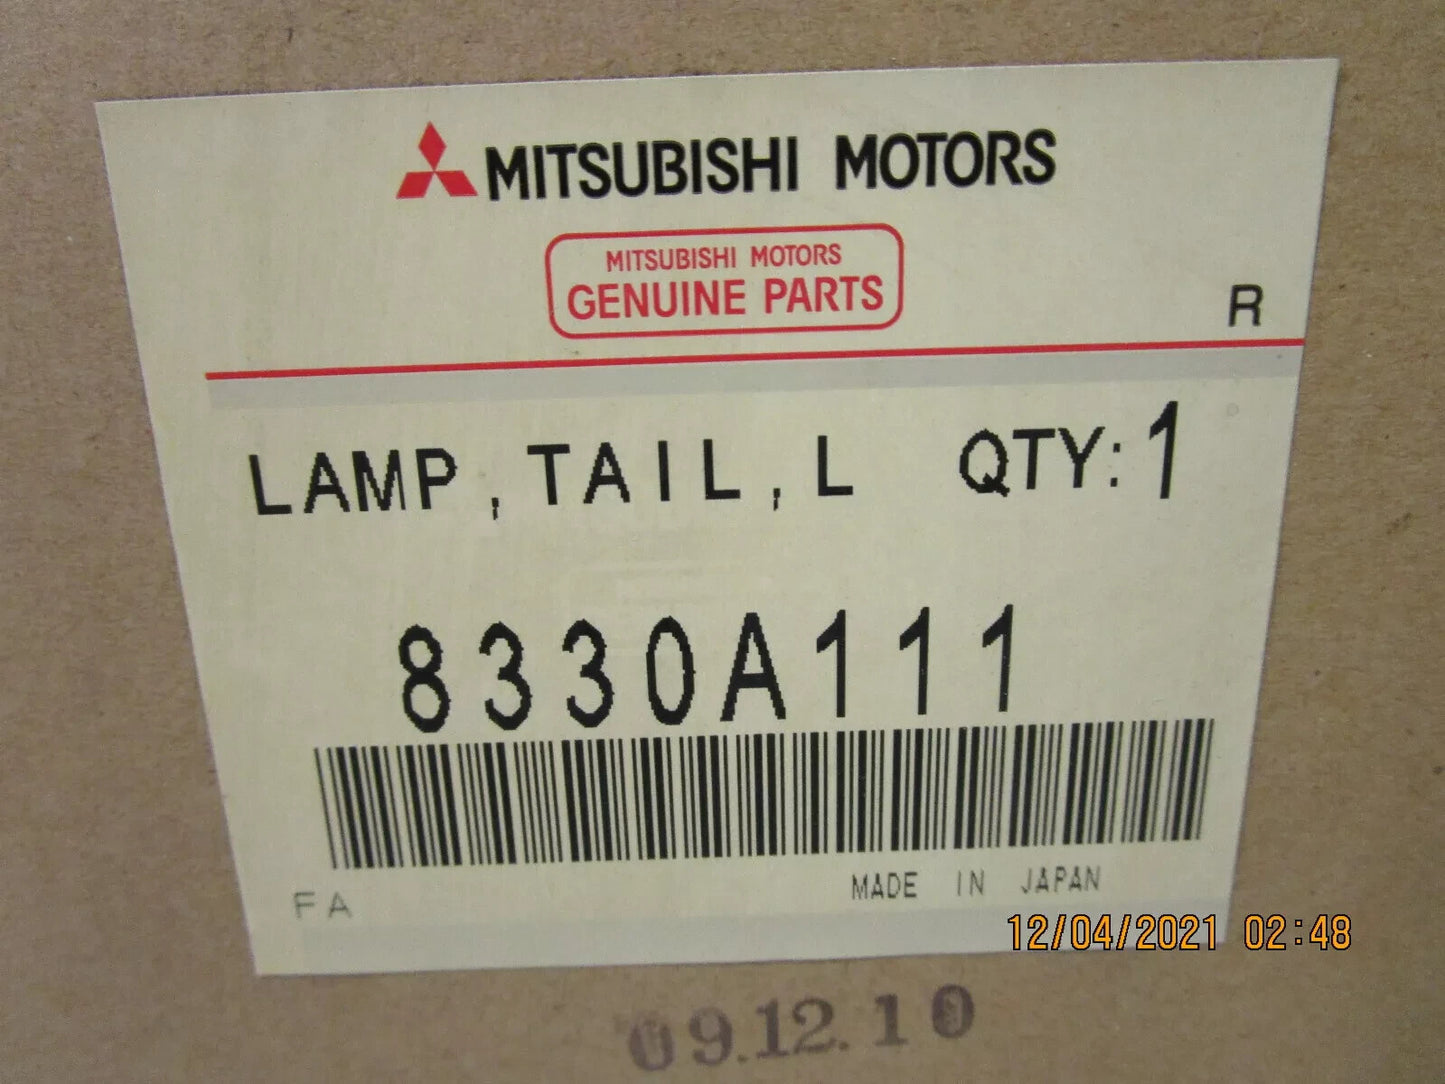 MITSUBISHI MOTORS
MITSUBISHI MOTORS
GENUINE PARTS
R
LAMP,TAIL,L QTY:1
8330A111
MADE IN JAPAN
FA
12/04/2021 02:48
09.12.10